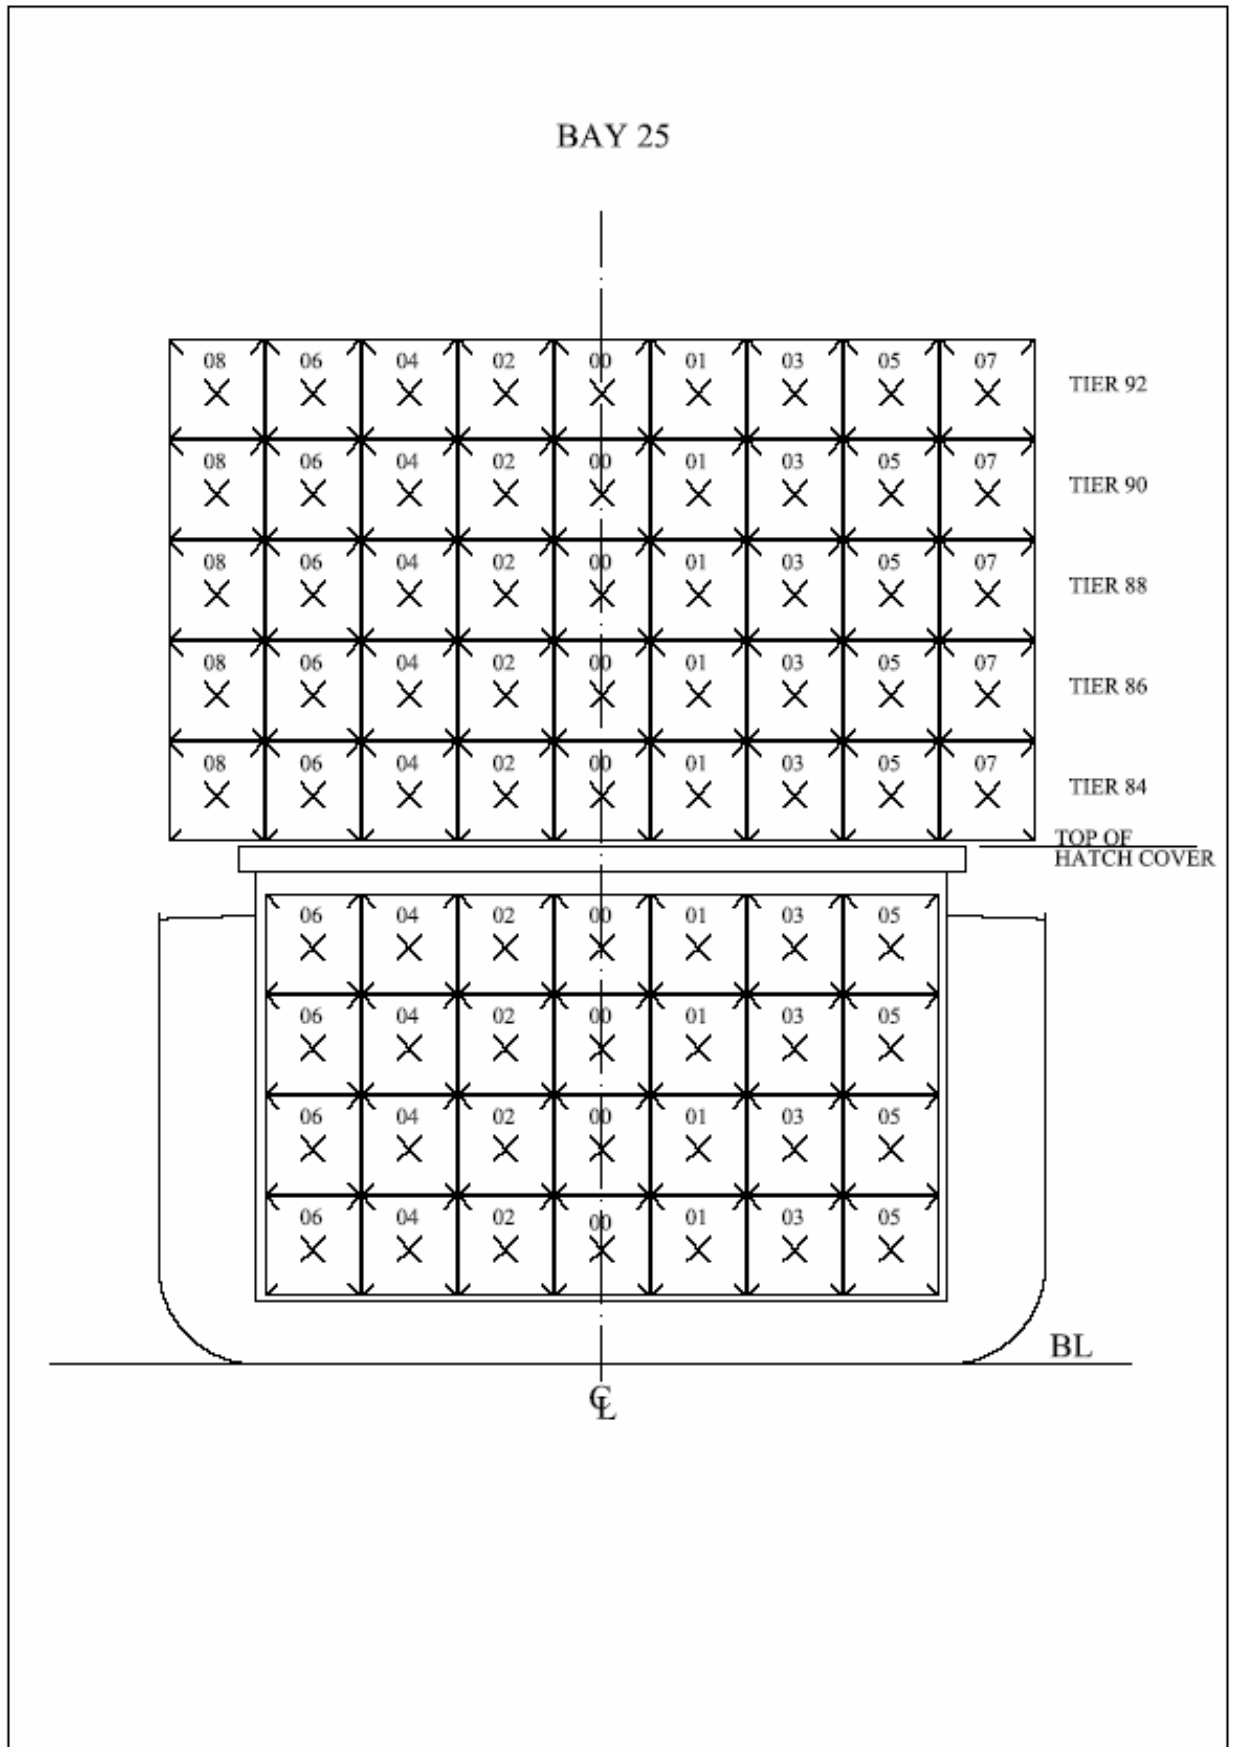 BAY 25
08 06 04 02 00 01 03 05 07 TIER 92
08 06 04 02 00 01 03 05 07 TIER 90
08 06 04 02 00 01 03 05 07 TIER 88
08 06 04 02 00 01 03 05 07 TIER 86
08 06 04 02 00 01 03 05 07 TIER 84
TOP OF
HATCH COVER
06 04 02 00 01 03 05
06 04 02 00 01 03 05
06 04 02 00 01 03 05
06 04 02 00 01 03 05
BL
℄